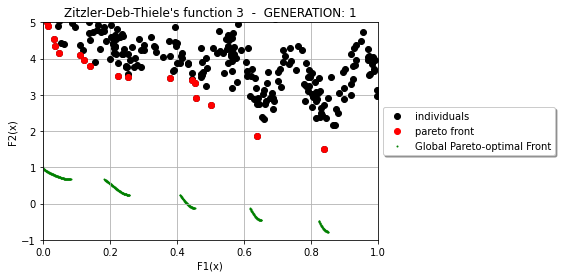 Zitzler-Deb-Thiele's function 3  -  GENERATION: 1
F2(x)
5
4
3
2
1
0
−1
0.0 0.2 0.4 0.6 0.8 1.0
F1(x)
individuals
pareto front
Global Pareto-optimal Front